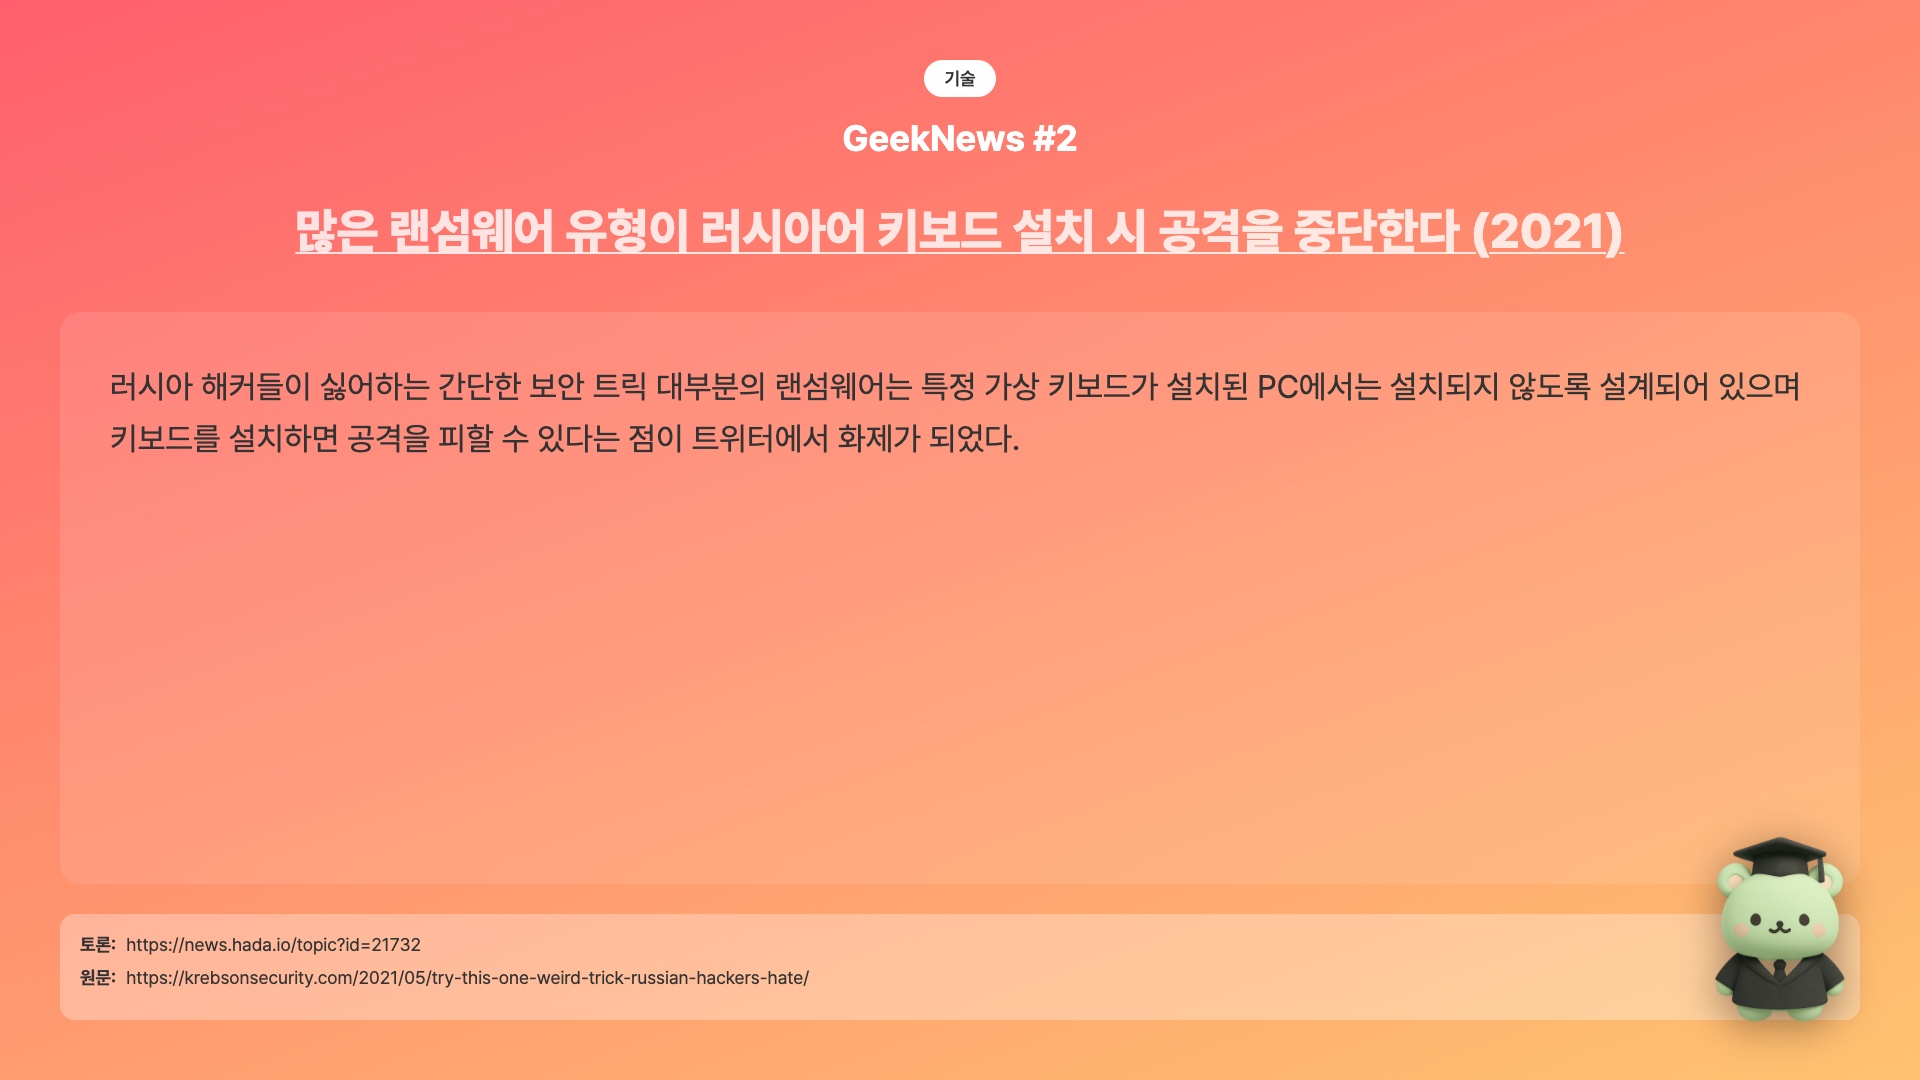 기술
GeekNews #2
많은 랜섬웨어 유형이 러시아어 키보드 설치 시 공격을 중단한다 (2021)
러시아 해커들이 싫어하는 간단한 보안 트릭 대부분의 랜섬웨어는 특정 가상 키보드가 설치된 PC에서는 설치되지 않도록 설계되어 있으며
키보드를 설치하면 공격을 피할 수 있다는 점이 트위터에서 화제가 되었다.
토론: https://news.hada.io/topic?id=21732
원문: https://krebsonsecurity.com/2021/05/try-this-one-weird-trick-russian-hackers-hate/